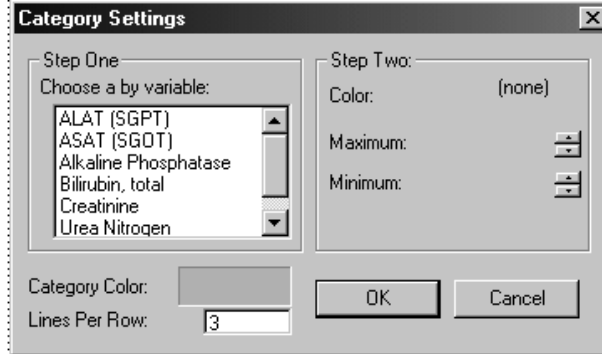 Category Settings
Step One
Choose a by variable:
ALAT (SGPT)
ASAT (SGOT)
Alkaline Phosphatase
Bilirubin, total
Creatinine
Urea Nitrogen
Step Two:
Color: (none)
Maximum:
Minimum:
Category Color:
Lines Per Row: 3
OK Cancel